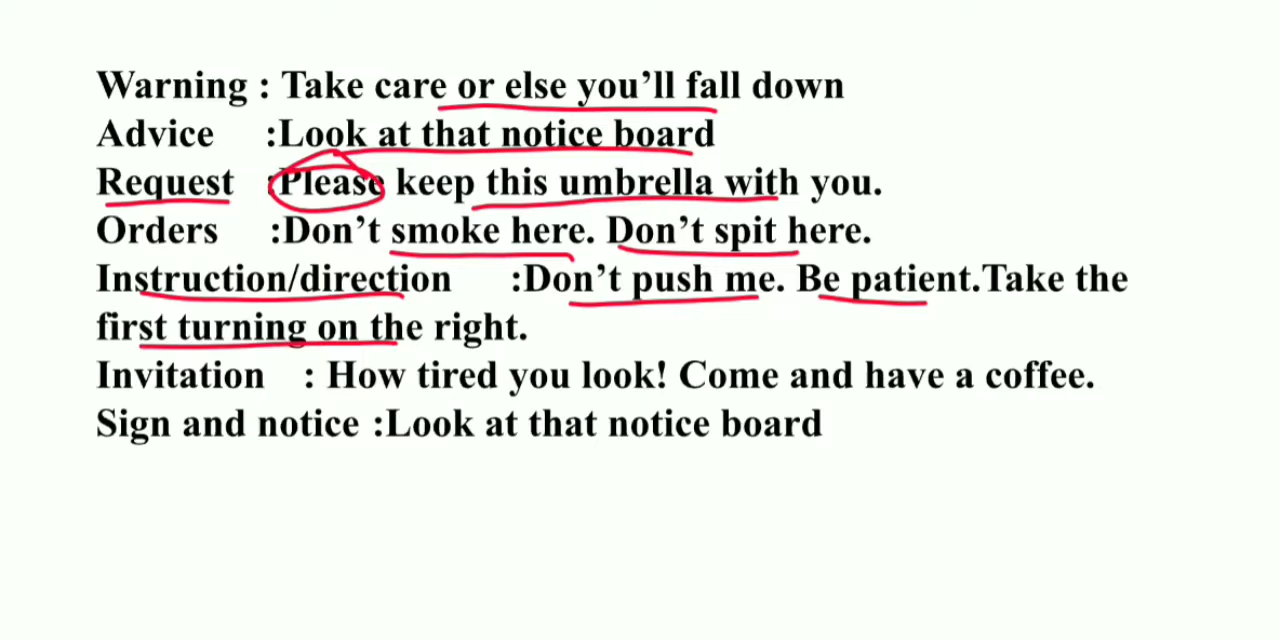 Warning : Take care or else you’ll fall down
Advice :Look at that notice board
Request :Please keep this umbrella with you.
Orders :Don’t smoke here. Don’t spit here.
Instruction/direction :Don’t push me. Be patient.Take the
first turning on the right.
Invitation : How tired you look! Come and have a coffee.
Sign and notice :Look at that notice board